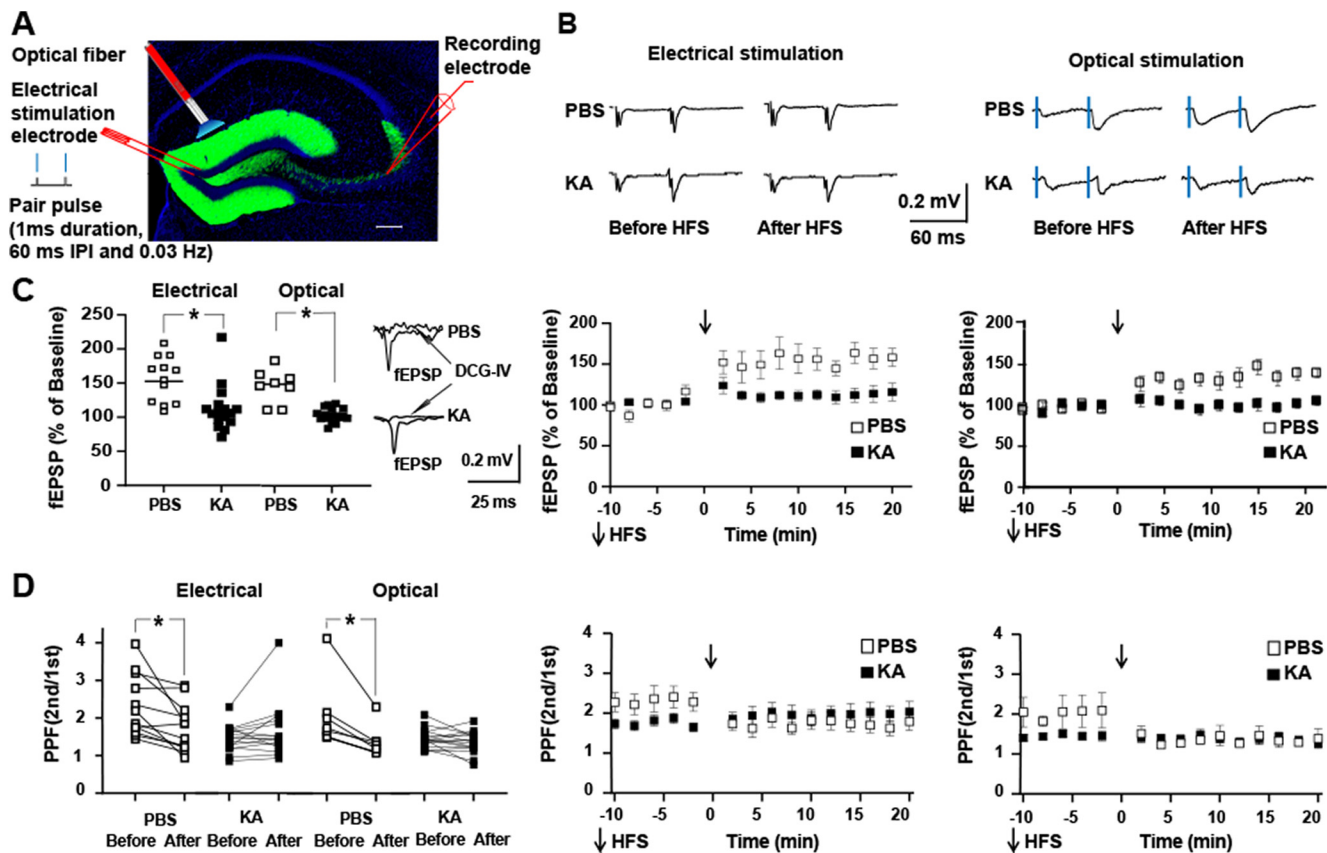 A
Optical fiber
Recording
electrode
Electrical
stimulation
electrode
Pair pulse
(1ms duration,
60 ms IPI and 0.03 Hz)
B
Electrical stimulation
Optical stimulation
PBS
KA
Before HFS
After HFS
0.2 mV
60 ms
PBS
KA
Before HFS
After HFS
C
Electrical
Optical
*
*
fEPSP (% of Baseline)
250
200
150
100
50
0
PBS
KA
PBS
KA
PBS
fEPSP
DCG-IV
KA
fEPSP
0.2 mV
25 ms
fEPSP (% of Baseline)
200
150
100
50
0
PBS
KA
-10
-5
0
5
10
15
20
↓ HFS
Time (min)
fEPSP (% of Baseline)
200
150
100
50
0
PBS
KA
-10
-5
0
5
10
15
20
↓ HFS
Time (min)
D
Electrical
Optical
*
*
PPF(2nd/1st)
4
3
2
1
0
PBS
KA
PBS
KA
Before After
Before After
Before After
Before After
PPF(2nd/1st)
4
3
2
1
0
PBS
KA
-10
-5
0
5
10
15
20
↓ HFS
Time (min)
PPF(2nd/1st)
4
3
2
1
0
PBS
KA
-10
-5
0
5
10
15
20
↓ HFS
Time (min)